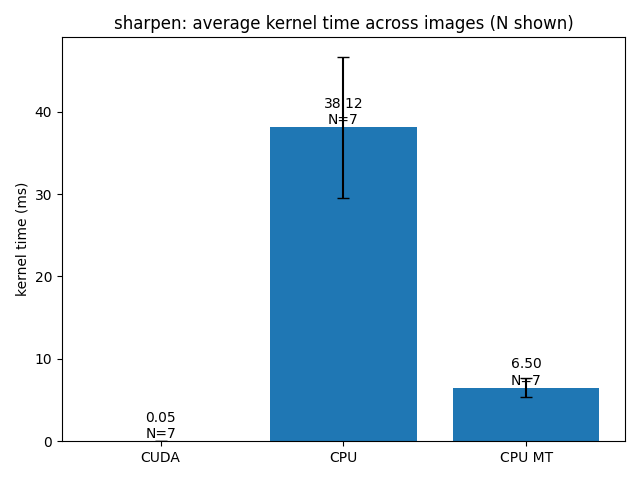 sharpen: average kernel time across images (N shown)
kernel time (ms)
40
30
20
10
0
0.05
N=7
38.12
N=7
6.50
N=7
CUDA
CPU
CPU MT